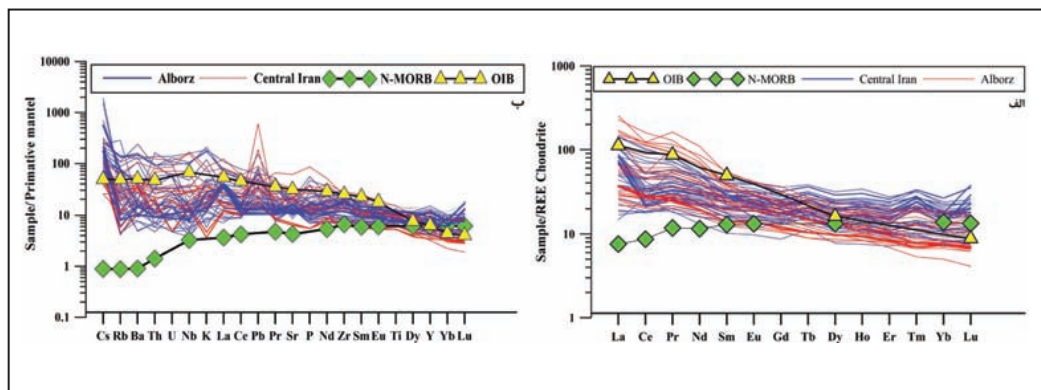 10000
Alborz Central Iran N-MORB OIB
ب-
1000
100
10
1
0.1
Sample/Primative mantel
Cs Rb Ba Th U Nb K La Ce Pb Pr Sr P Nd Zr Sm Eu Ti Dy Y Yb Lu
1000
OIB N-MORB Central Iran Alborz
الف
100
10
1
Sample/REE Chondrite
La Ce Pr Nd Sm Eu Gd Tb Dy Ho Er Tm Yb Lu